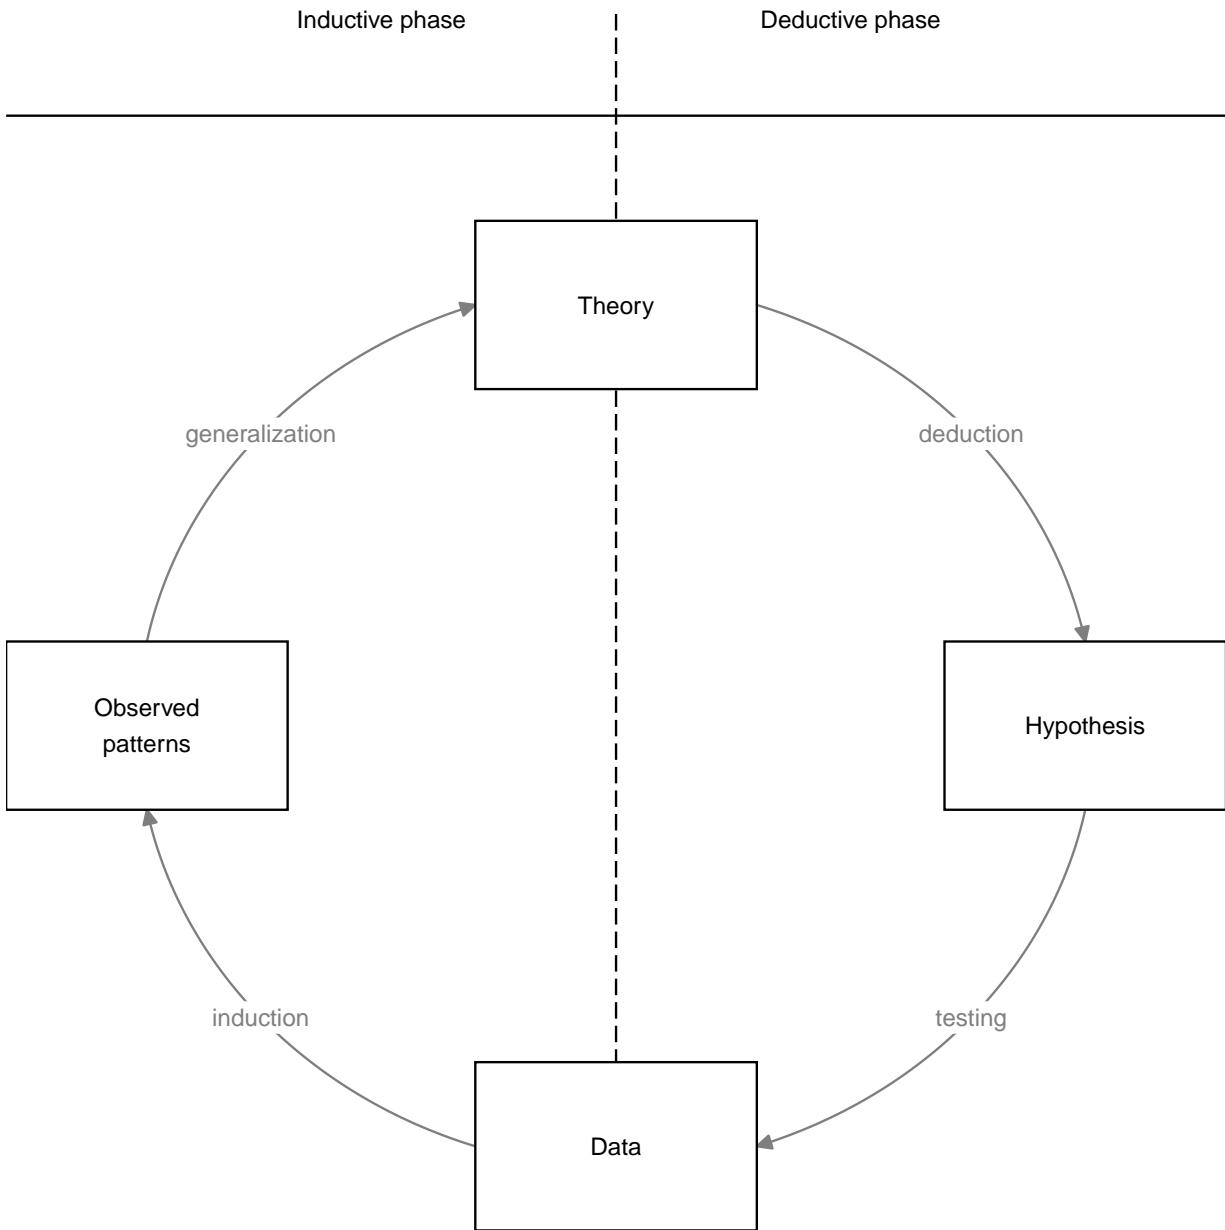 Inductive phase
Deductive phase
Theory
generalization
deduction
Observed
patterns
Hypothesis
induction
testing
Data